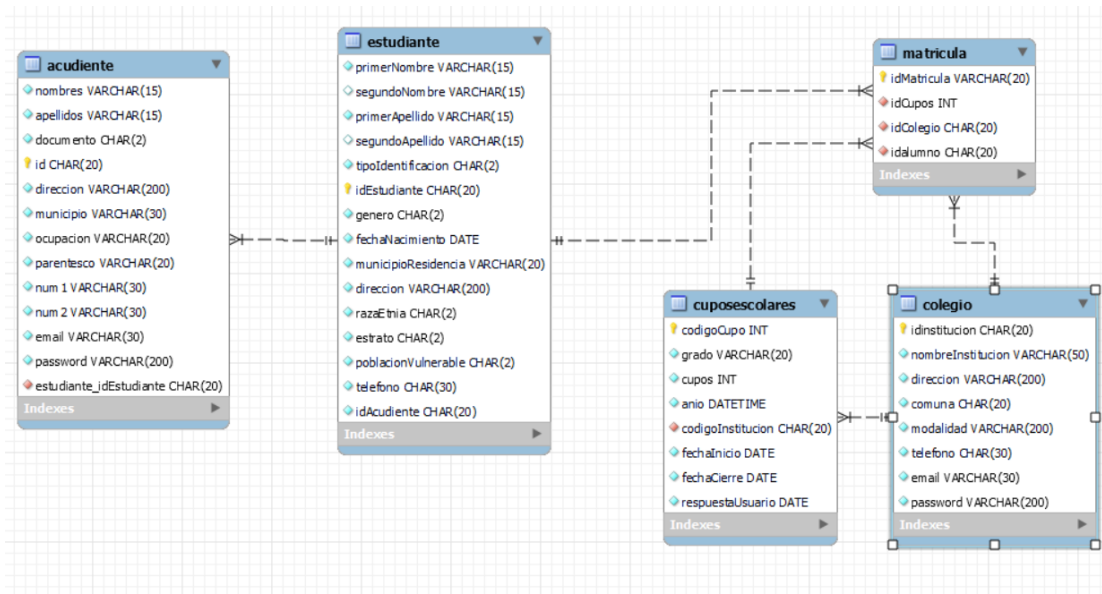 acudiente
nombres VARCHAR(15)
apellidos VARCHAR(15)
documento CHAR(2)
id CHAR(20)
direccion VARCHAR(200)
municipio VARCHAR(30)
ocupacion VARCHAR(20)
parentesco VARCHAR(20)
num 1 VARCHAR(30)
num 2 VARCHAR(30)
email VARCHAR(30)
password VARCHAR(200)
estudiante_idEstudiante CHAR(20)
Indexes
estudiante
primerNombre VARCHAR(15)
segundoNombre VARCHAR(15)
primerApellido VARCHAR(15)
segundoApellido VARCHAR(15)
tipoIdentificacion CHAR(2)
idEstudiante CHAR(20)
genero CHAR(2)
fechaNacimiento DATE
municipioResidencia VARCHAR(20)
direccion VARCHAR(200)
razaEtnia CHAR(2)
estrato CHAR(2)
poblacionVulnerable CHAR(2)
telefono CHAR(30)
idAcudiente CHAR(20)
Indexes
matricula
idMatricula VARCHAR(20)
idCupos INT
idColegio CHAR(20)
idalumno CHAR(20)
Indexes
cuposescolares
codigoCupo INT
grado VARCHAR(20)
cupos INT
anio DATETIME
codigoInstitucion CHAR(20)
fechaInicio DATE
fechaCierre DATE
respuestaUsuario DATE
Indexes
colegio
idinstitucion CHAR(20)
nombreInstitucion VARCHAR(50)
direccion VARCHAR(200)
comuna CHAR(20)
modalidad VARCHAR(200)
telefono CHAR(30)
email VARCHAR(30)
password VARCHAR(200)
Indexes